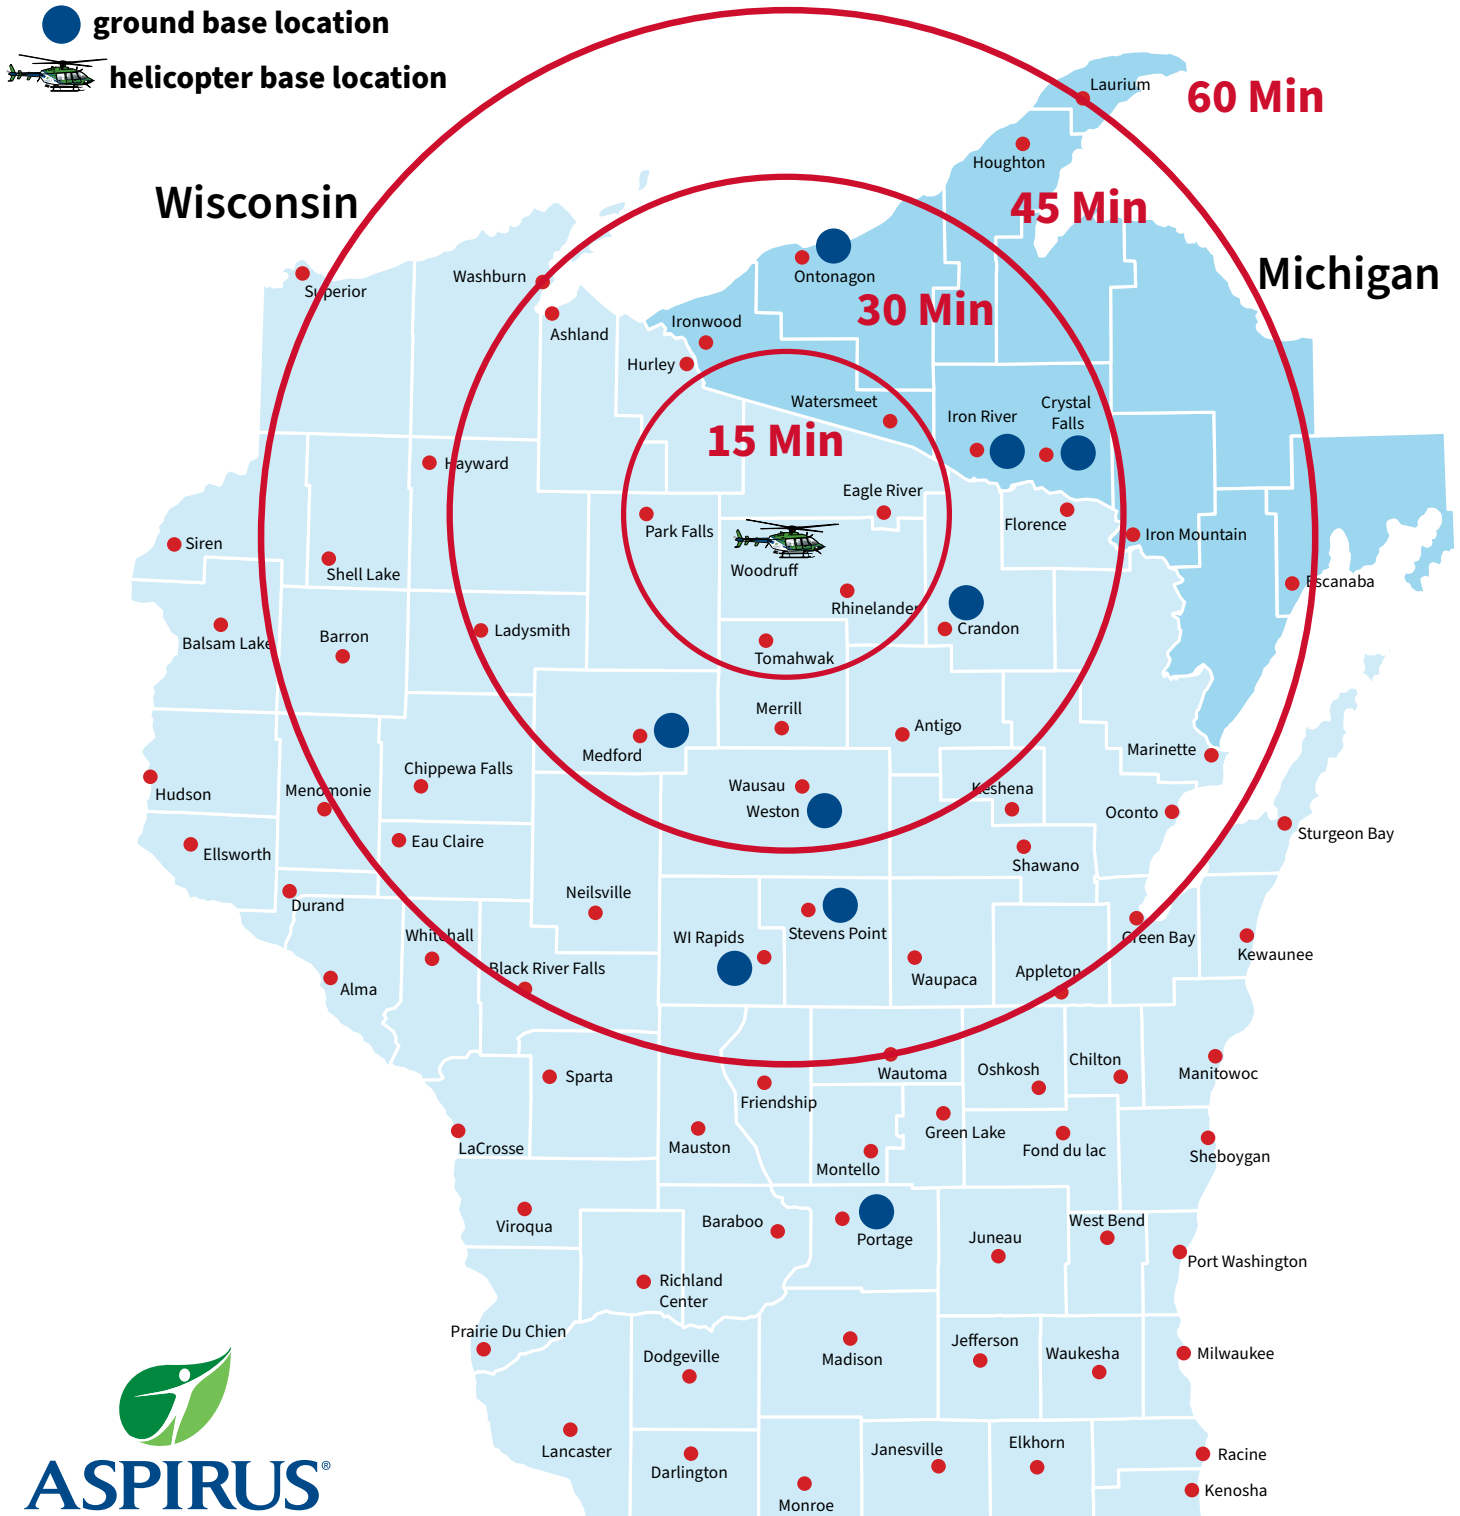 ground base location
helicopter base location
Laurium
60 Min
Houghton
Wisconsin
45 Min
Michigan
Washburn
Superior
Ontonagon
30 Min
Ironwood
Ashland
Hurley
Watersmeet
Iron River
Crystal
Falls
15 Min
Hayward
Eagle River
Park Falls
Florence
Iron Mountain
Siren
Shell Lake
Woodruff
Escanaba
Rhinelander
Balsam Lake
Barron
Ladysmith
Crandon
Tomahwak
Merrill
Antigo
Medford
Marinette
Chippewa Falls
Hudson
Menomonie
Wausau
Keshena
Weston
Oconto
Sturgeon Bay
Ellsworth
Eau Claire
Shawano
Durand
Neilsville
Whitehall
WI Rapids
Stevens Point
Green Bay
Kewaunee
Black River Falls
Waupaca
Appleton
Alma
Sparta
Wautoma
Oshkosh
Chilton
Manitowoc
Friendship
LaCrosse
Mauston
Green Lake
Fond du lac
Montello
Sheboygan
Viroqua
Baraboo
Portage
Juneau
West Bend
Port Washington
Richland
Center
Prairie Du Chien
Dodgeville
Madison
Jefferson
Waukesha
Milwaukee
Lancaster
Darlington
Janesville
Elkhorn
Racine
Monroe
Kenosha
ASPIRUS®